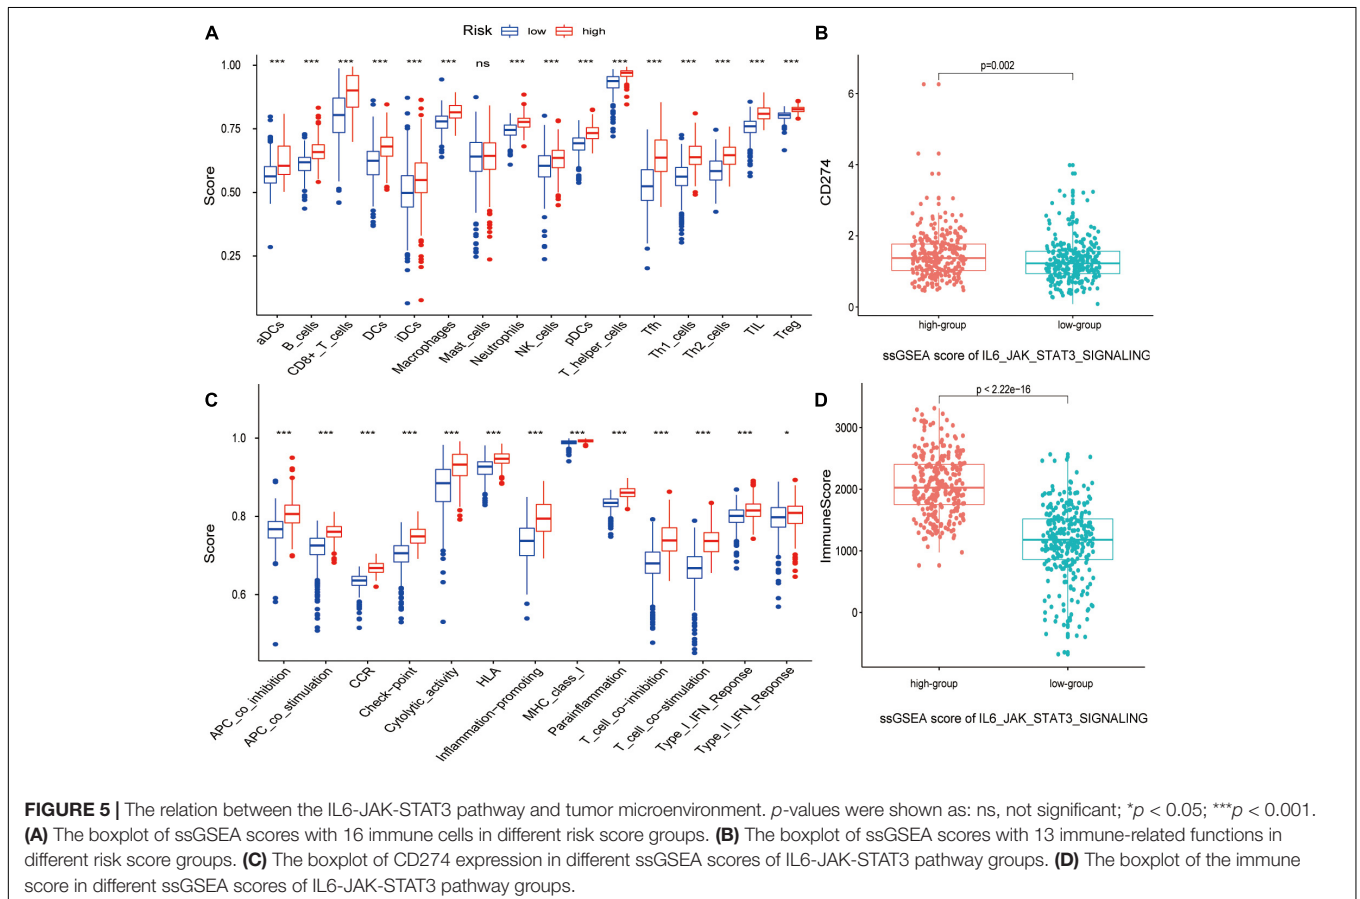 A
Risk low high
1.00
0.75
0.50
0.25
Score
*** *** *** *** *** *** ns *** *** *** *** *** *** *** *** ***
aDCs
B_cells
CD8+_T_cells
DCs
iDCs
Macrophages
Mast_cells
Neutrophils
NK_cells
pDCs
T_helper_cells
Tfh
Th1_cells
Th2_cells
TIL
Treg
B
p=0.002
6
4
2
0
CD274
high-group low-group
ssGSEA score of IL6_JAK_STAT3_SIGNALING
C
1.0
0.8
0.6
Score
*** *** *** *** *** *** *** *** *** *** *** *** *
APC_co_inhibition
APC_co_stimulation
CCR
Check-point
Cytolytic_activity
HLA
Inflammation-promoting
MHC_class_I
Parainflammation
T_cell_co-inhibition
T_cell_co-stimulation
Type_I_IFN_Reponse
Type_II_IFN_Reponse
D
p < 2.22e-16
3000
2000
1000
0
ImmuneScore
high-group low-group
ssGSEA score of IL6_JAK_STAT3_SIGNALING
FIGURE 5 | The relation between the IL6-JAK-STAT3 pathway and tumor microenvironment. p-values were shown as: ns, not significant; *p < 0.05; ***p < 0.001.
(A) The boxplot of ssGSEA scores with 16 immune cells in different risk score groups. (B) The boxplot of ssGSEA scores with 13 immune-related functions in
different risk score groups. (C) The boxplot of CD274 expression in different ssGSEA scores of IL6-JAK-STAT3 pathway groups. (D) The boxplot of the immune
score in different ssGSEA scores of IL6-JAK-STAT3 pathway groups.